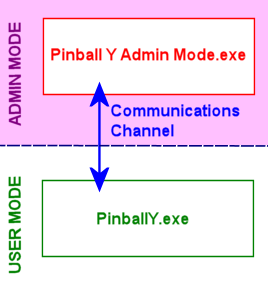 ADMIN MODE
Pinball Y Admin Mode.exe
Communications
Channel
USER MODE
PinballY.exe